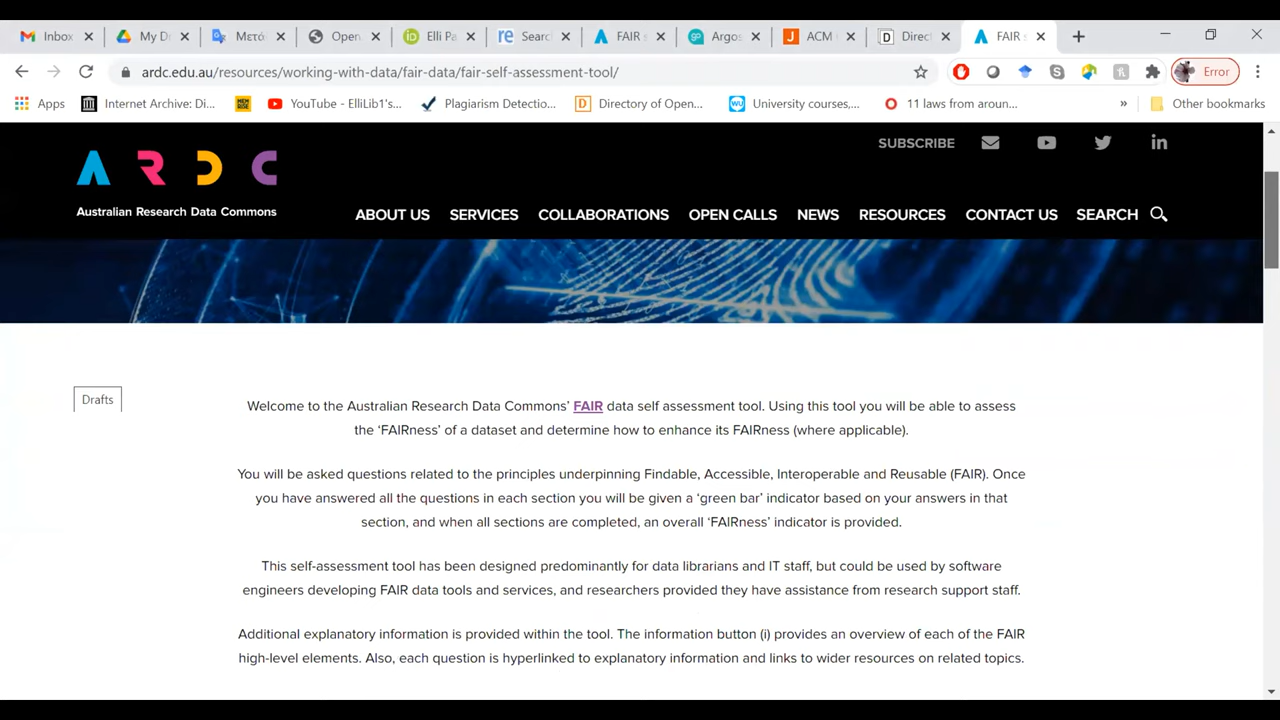 Inbox
My D
Μετά
Open
Elli Pa
Searc
FAIR s
Argos
ACM C
Direc
FAIR s
ardc.edu.au/resources/working-with-data/fair-data/fair-self-assessment-tool/
Error
Apps
Internet Archive: Di...
YouTube - ElliLib1's...
Plagiarism Detectio...
Directory of Open...
University courses,...
11 laws from aroun...
»
Other bookmarks
A R D C
Australian Research Data Commons
SUBSCRIBE
ABOUT US SERVICES COLLABORATIONS OPEN CALLS NEWS RESOURCES CONTACT US SEARCH
Drafts
Welcome to the Australian Research Data Commons’ FAIR data self assessment tool. Using this tool you will be able to assess
the ‘FAIRness’ of a dataset and determine how to enhance its FAIRness (where applicable).
You will be asked questions related to the principles underpinning Findable, Accessible, Interoperable and Reusable (FAIR). Once
you have answered all the questions in each section you will be given a ‘green bar’ indicator based on your answers in that
section, and when all sections are completed, an overall ‘FAIRness’ indicator is provided.
This self-assessment tool has been designed predominantly for data librarians and IT staff, but could be used by software
engineers developing FAIR data tools and services, and researchers provided they have assistance from research support staff.
Additional explanatory information is provided within the tool. The information button (i) provides an overview of each of the FAIR
high-level elements. Also, each question is hyperlinked to explanatory information and links to wider resources on related topics.